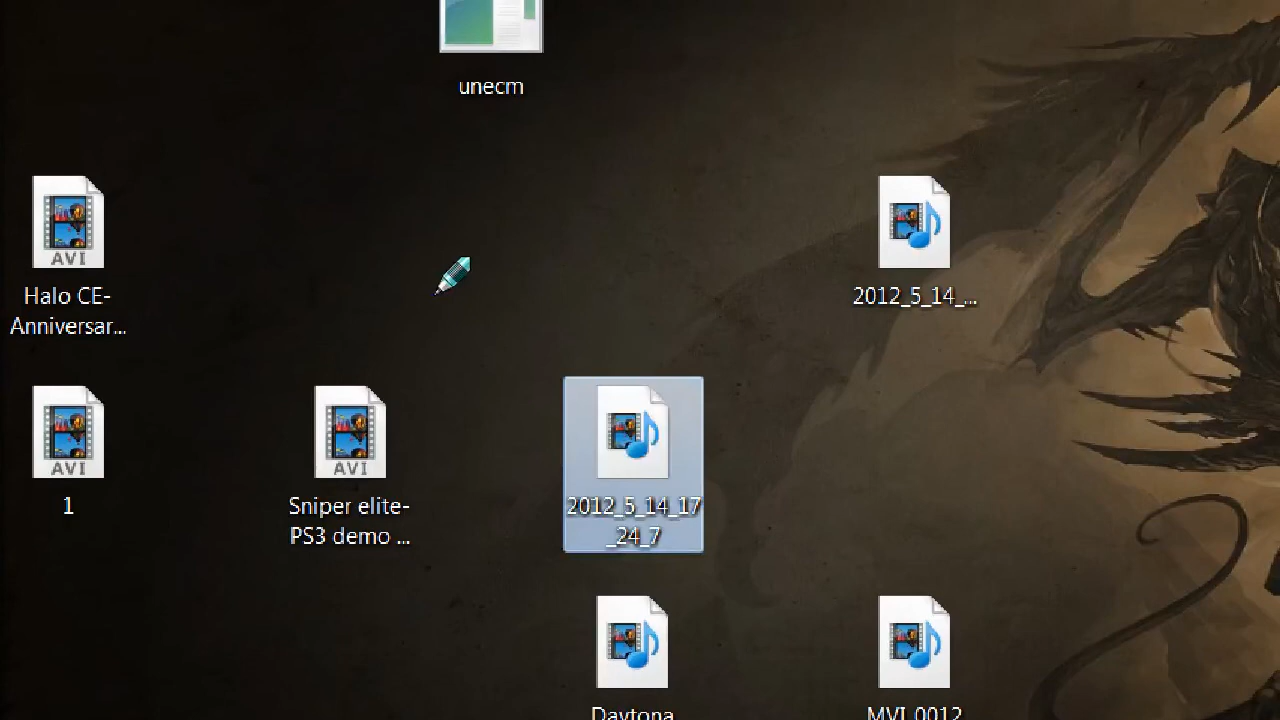 unecm
AVI
Halo CE-
Anniversar...
2012_5_14_...
AVI
1
AVI
Sniper elite-
PS3 demo ...
2012_5_14_17
_24_7
Daytona
MVI_0012